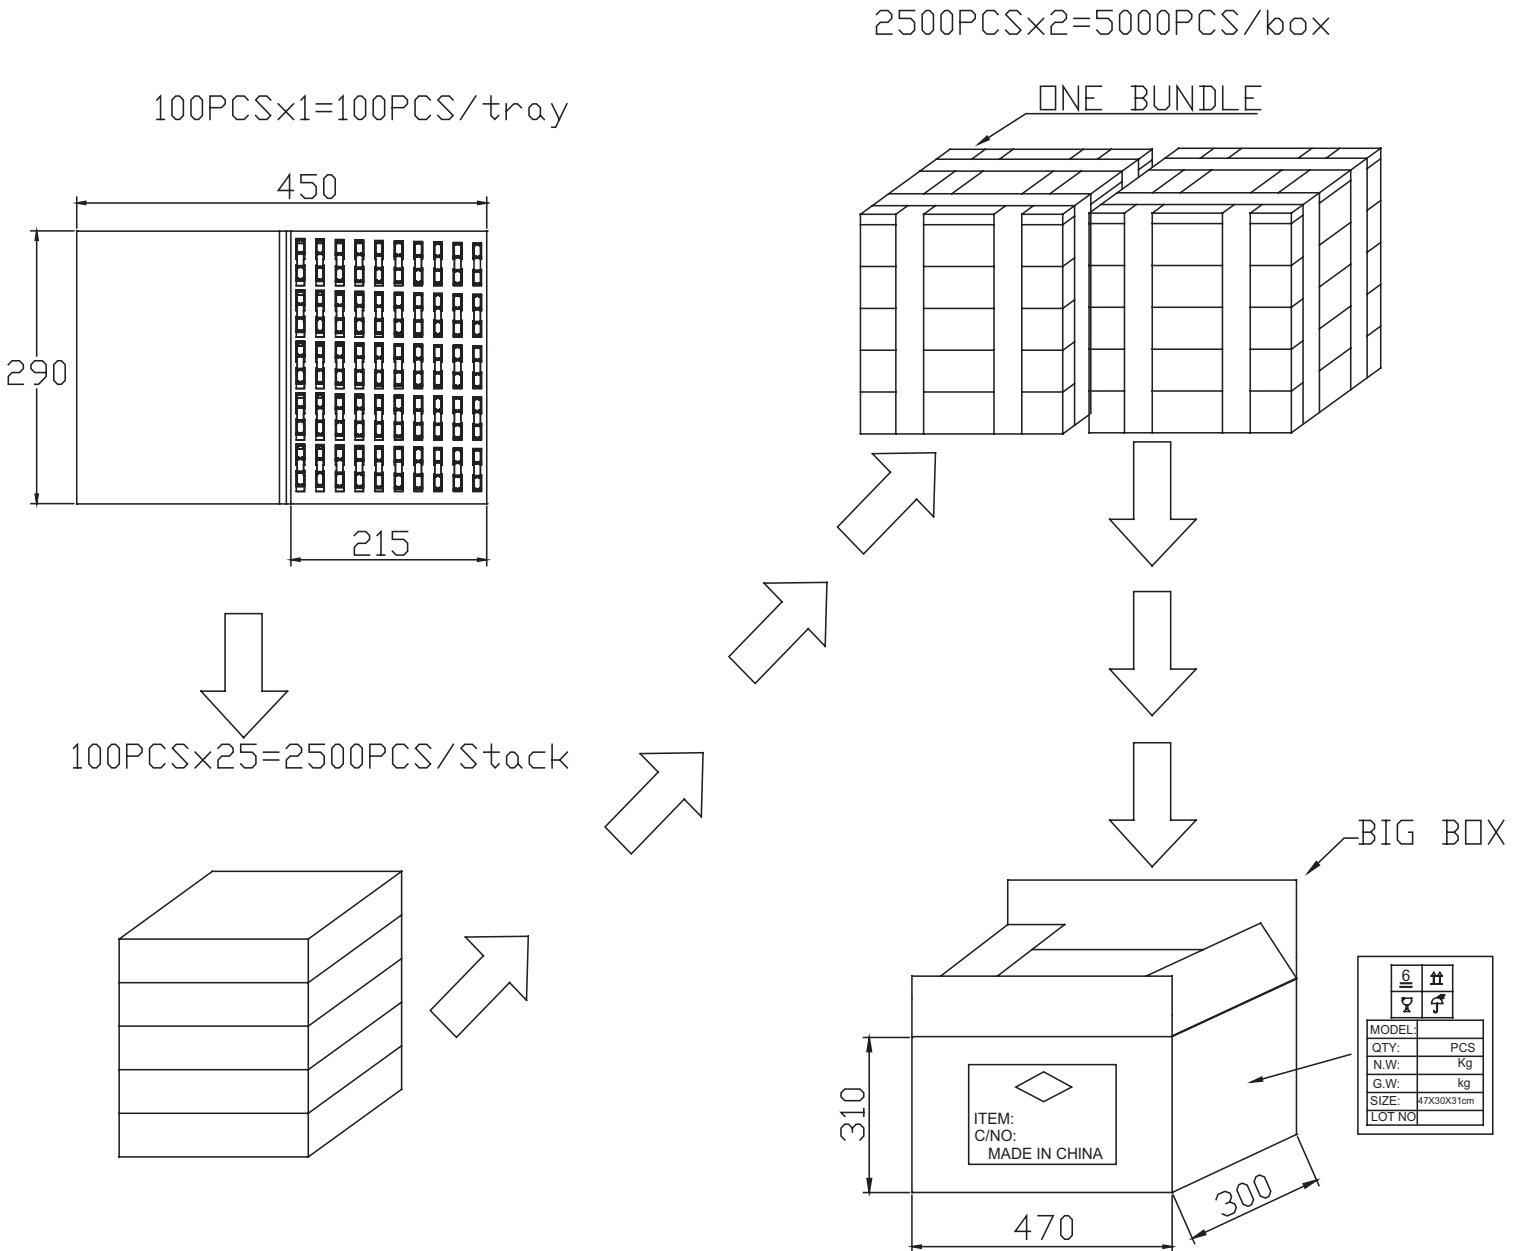 2500PCSx2=5000PCS/box
100PCSx1=100PCS/tray
ONE BUNDLE
450
290
215
100PCSx25=2500PCS/Stack
BIG BOX
6
MODEL:
QTY: PCS
N.W: Kg
G.W: kg
SIZE: 47X30X31cm
LOT NO
310
ITEM:
C/NO:
MADE IN CHINA
300
470